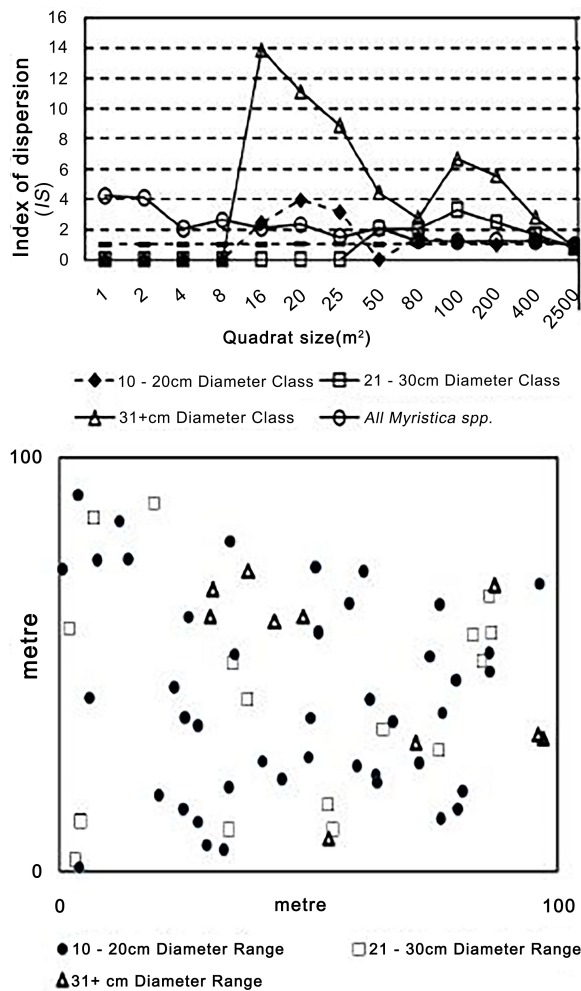 16
14
12
10
8
6
4
2
0
Index of dispersion
(IS)
1 2 4 8 16 20 25 50 80 100 200 400 2500
Quadrat size(m²)
10 - 20cm Diameter Class 21 - 30cm Diameter Class
31+cm Diameter Class All Myristica spp.
100
metre
0
0 metre 100
10 - 20cm Diameter Range 21 - 30cm Diameter Range
31+ cm Diameter Range